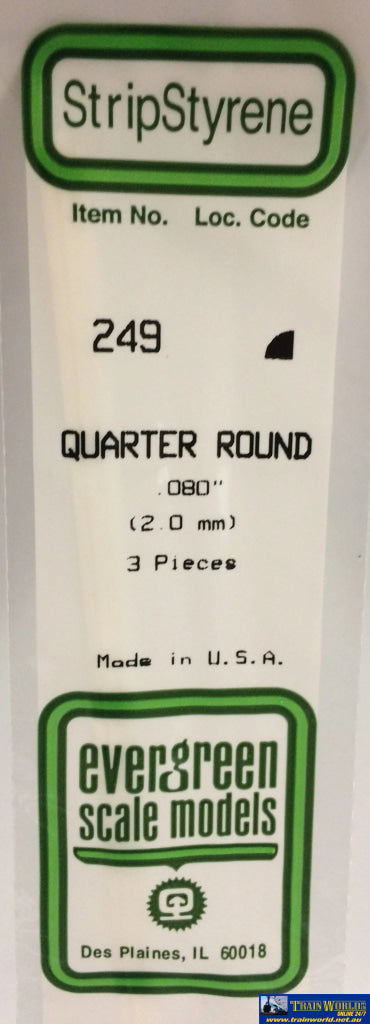 StripStyrene
Item No. Loc. Code
249
QUARTER ROUND
.080"
(2.0 mm)
3 Pieces
Made in U.S.A.
evergreen
scale models
Des Plaines, IL 60018
TRAINWORLD
ONLINE 24/7
www.trainworld.net.au